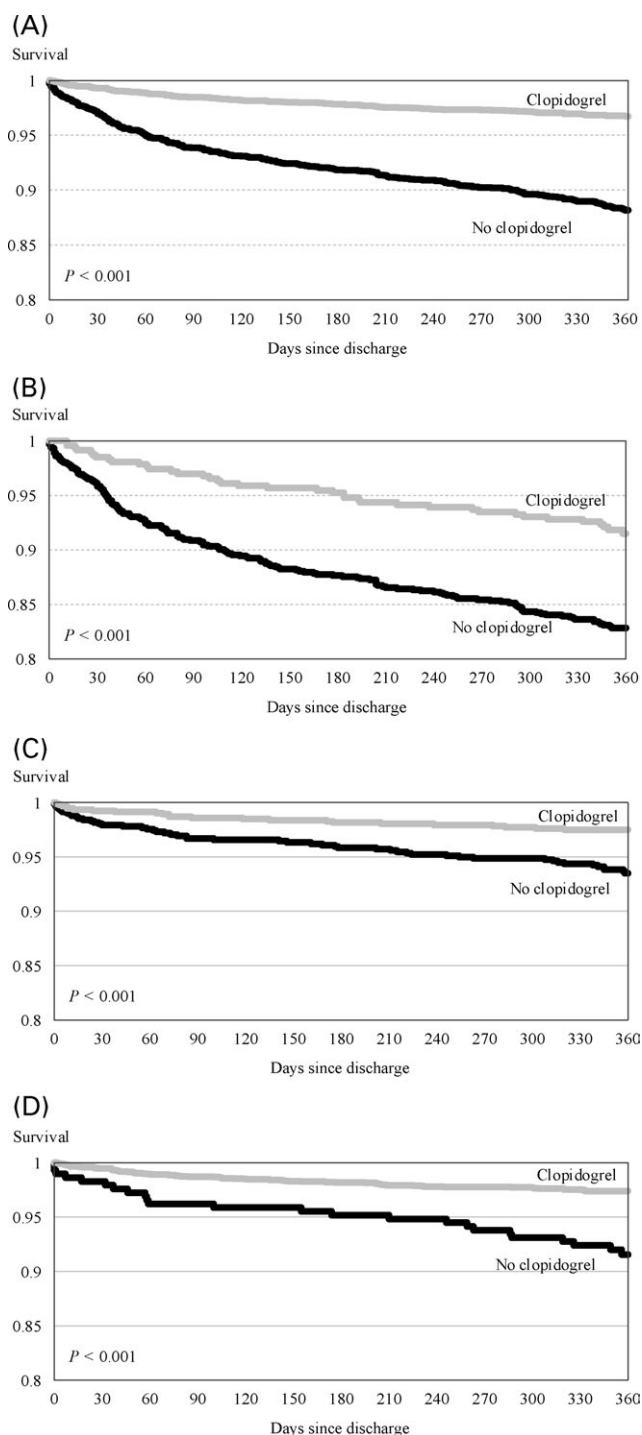 (A)
Survival
1
Clopidogrel
0.95
0.9
No clopidogrel
0.85
P < 0.001
0.8
0 30 60 90 120 150 180 210 240 270 300 330 360
Days since discharge
(B)
Survival
1
Clopidogrel
0.95
0.9
0.85
No clopidogrel
P < 0.001
0.8
0 30 60 90 120 150 180 210 240 270 300 330 360
Days since discharge
(C)
Survival
1
Clopidogrel
0.95
No clopidogrel
0.9
0.85
P < 0.001
0.8
0 30 60 90 120 150 180 210 240 270 300 330 360
Days since discharge
(D)
Survival
1
Clopidogrel
0.95
No clopidogrel
0.9
0.85
P < 0.001
0.8
0 30 60 90 120 150 180 210 240 270 300 330 360
Days since discharge